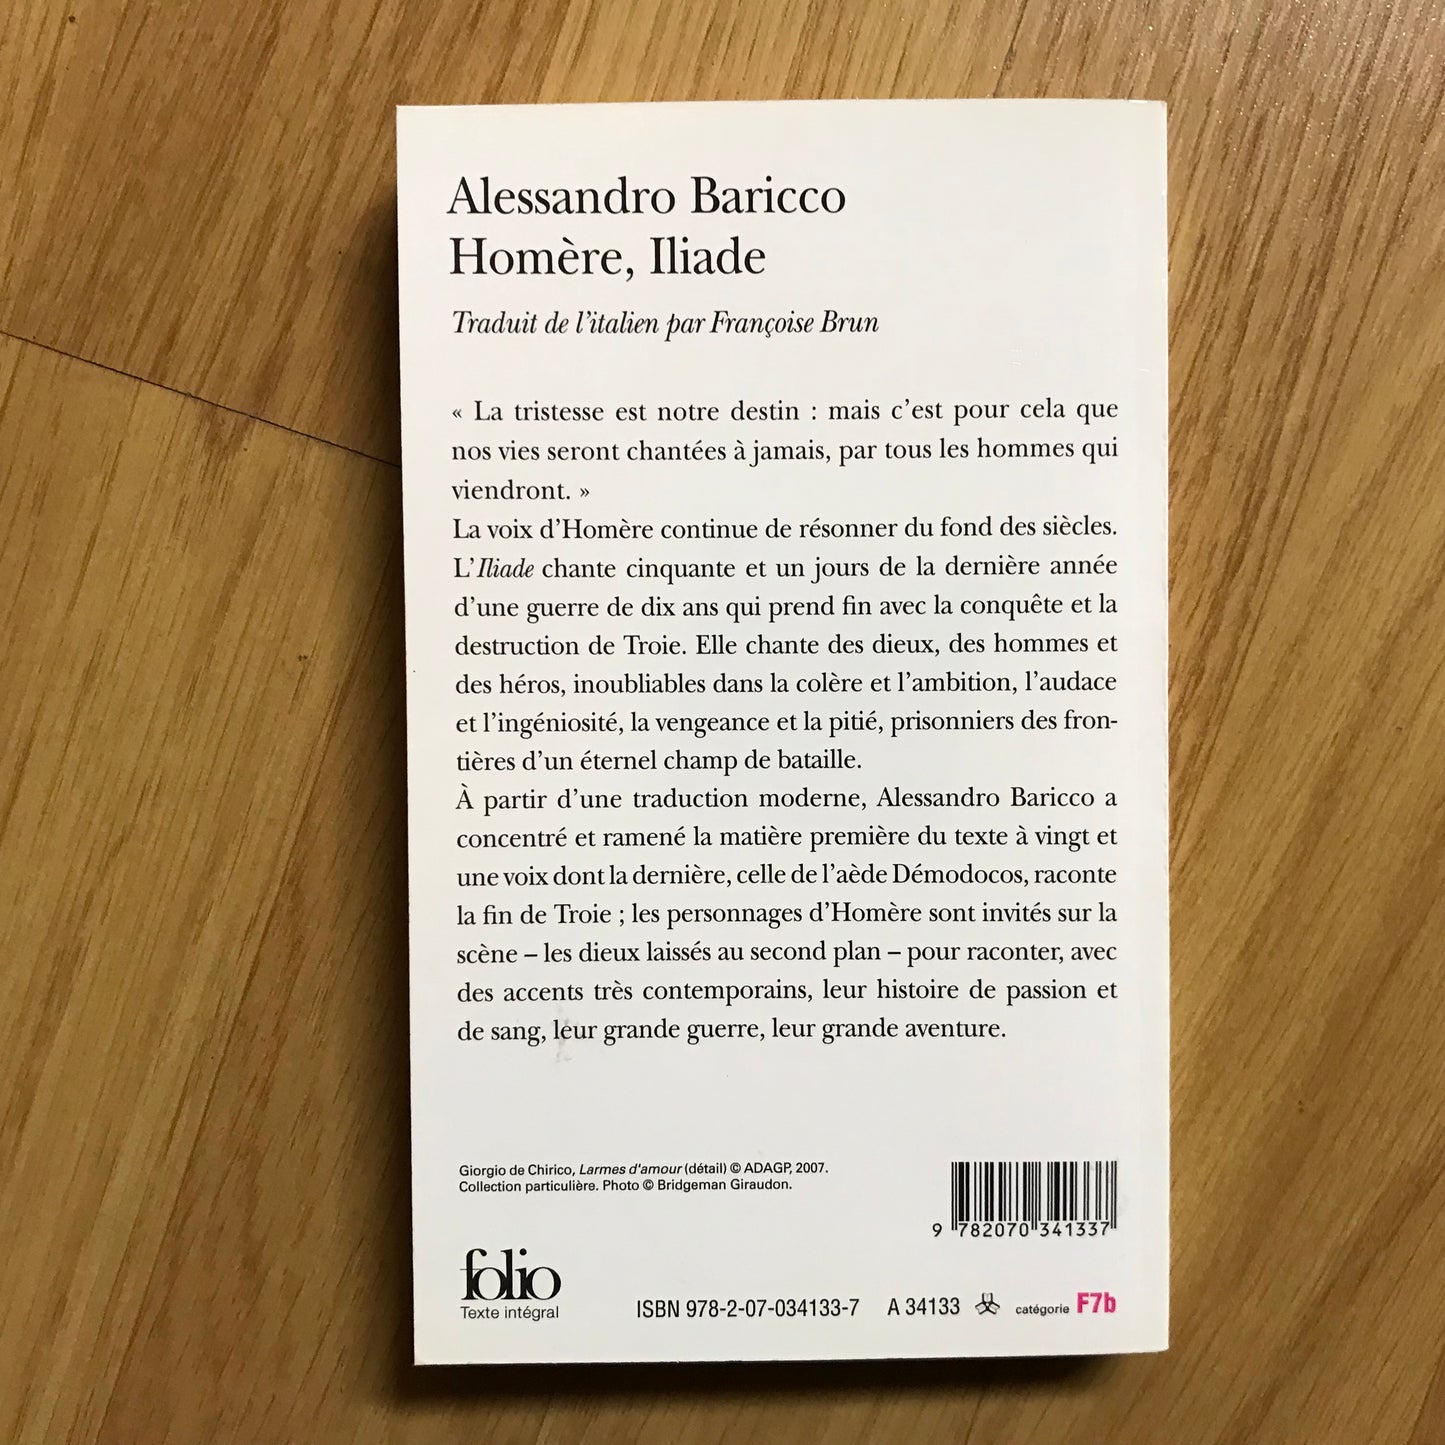 Alessandro Baricco
Homère, Iliade
Traduit de l'italien par Françoise Brun
« La tristesse est notre destin : mais c'est pour cela que
nos vies seront chantées à jamais, par tous les hommes qui
viendront. »
La voix d'Homère continue de résonner du fond des siècles.
L'Iliade chante cinquante et un jours de la dernière année
d'une guerre de dix ans qui prend fin avec la conquête et la
destruction de Troie. Elle chante des dieux, des hommes et
des héros, inoubliables dans la colère et l'ambition, l'audace
et l'ingéniosité, la vengeance et la pitié, prisonniers des fron-
tières d'un éternel champ de bataille.
À partir d'une traduction moderne, Alessandro Baricco a
concentré et ramené la matière première du texte à vingt et
une voix dont la dernière, celle de l'aède Démodocos, raconte
la fin de Troie ; les personnages d'Homère sont invités sur la
scène – les dieux laissés au second plan – pour raconter, avec
des accents très contemporains, leur histoire de passion et
de sang, leur grande guerre, leur grande aventure.
Giorgio de Chirico, Larmes d'amour (détail) © ADAGP, 2007.
Collection particulière. Photo © Bridgeman Giraudon.
9 782070 341337
folio
Texte intégral
ISBN 978-2-07-034133-7 A 34133 catégorie F7b